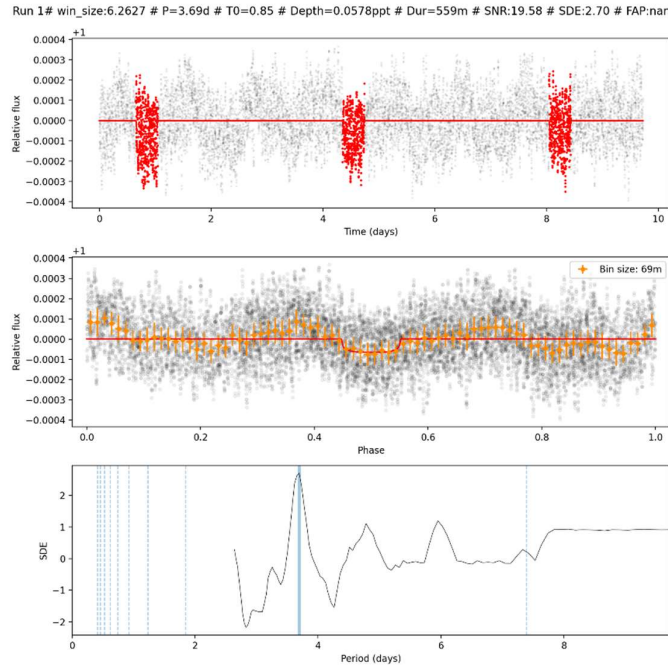 Run 1# win_size:6.2627 # P=3.69d # T0=0.85 # Depth=0.0578ppt # Dur=559m # SNR:19.58 # SDE:2.70 # FAP:nan
+1
0.0004
0.0003
0.0002
0.0001
0.0000
−0.0001
−0.0002
−0.0003
−0.0004
Relative flux
0 2 4 6 8 10
Time (days)
+1
0.0004
0.0003
0.0002
0.0001
0.0000
−0.0001
−0.0002
−0.0003
−0.0004
Relative flux
Bin size: 69m
0.0 0.2 0.4 0.6 0.8 1.0
Phase
2
1
0
−1
−2
SDE
0 2 4 6 8
Period (days)